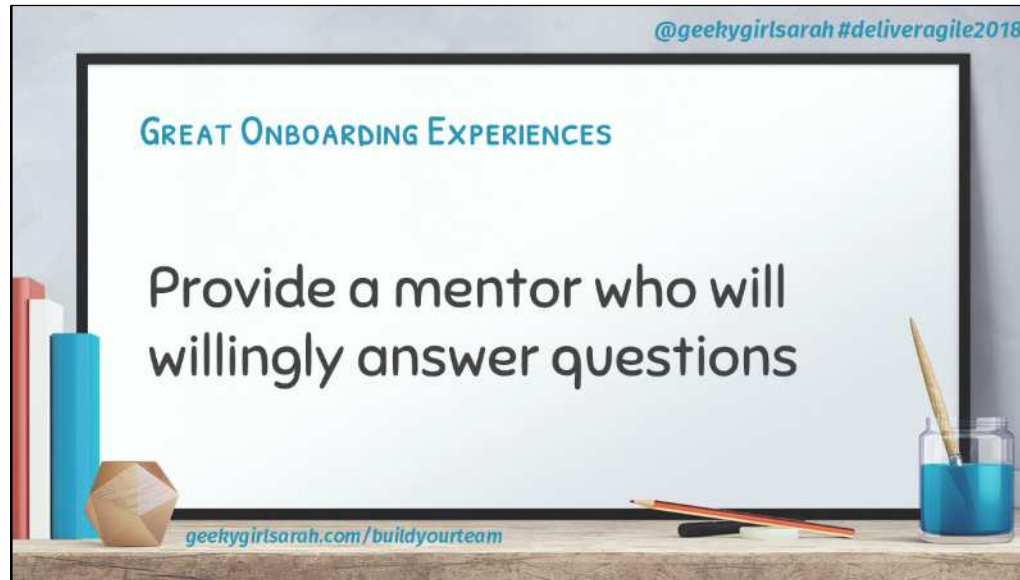 @geekygirlsarah #deliveragile2018
GREAT ONBOARDING EXPERIENCES
Provide a mentor who will
willingly answer questions
geekygirlsarah.com/buildyourteam